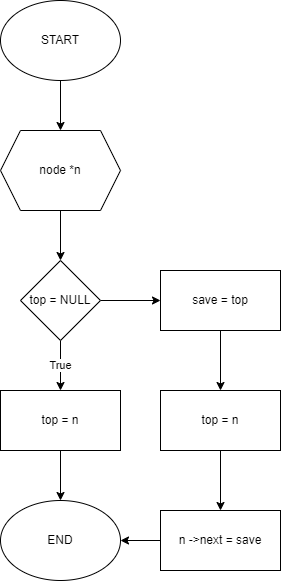 START
node *n
top = NULL
save = top
True
top = n
top = n
END
n ->next = save